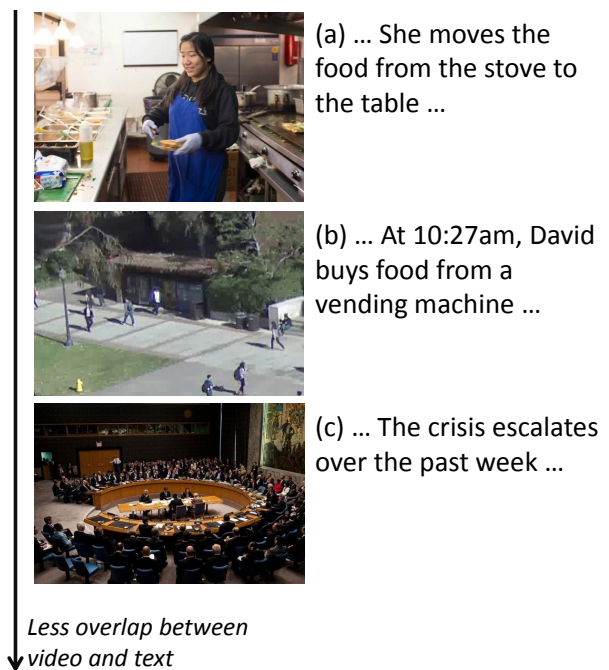 (a) … She moves the
food from the stove to
the table …
(b) … At 10:27am, David
buys food from a
vending machine …
(c) … The crisis escalates
over the past week …
Less overlap between
video and text